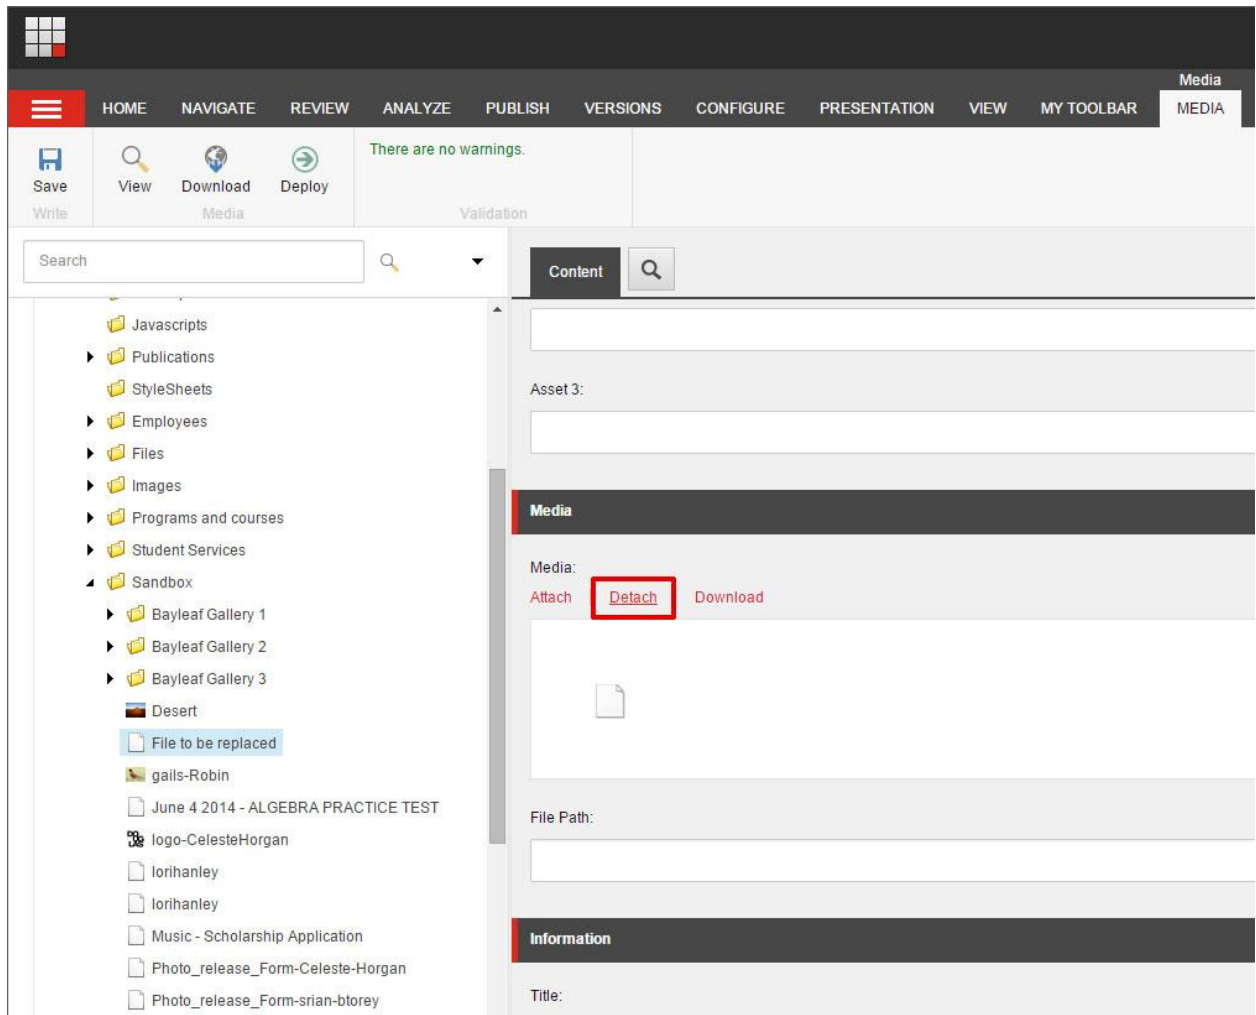 Media
HOME NAVIGATE REVIEW ANALYZE PUBLISH VERSIONS CONFIGURE PRESENTATION VIEW MY TOOLBAR MEDIA
There are no warnings.
Save View Download Deploy
Write Media Validation
Search
Content
Javascripts
Publications
StyleSheets
Employees
Files
Images
Programs and courses
Student Services
Sandbox
Bayleaf Gallery 1
Bayleaf Gallery 2
Bayleaf Gallery 3
Desert
File to be replaced
gails-Robin
June 4 2014 - ALGEBRA PRACTICE TEST
logo-CelesteHorgan
lorihanley
lorihanley
Music - Scholarship Application
Photo_release_Form-Celeste-Horgan
Photo_release_Form-srian-btorey
Asset 3:
Media
Media:
Attach Detach Download
File Path:
Information
Title: